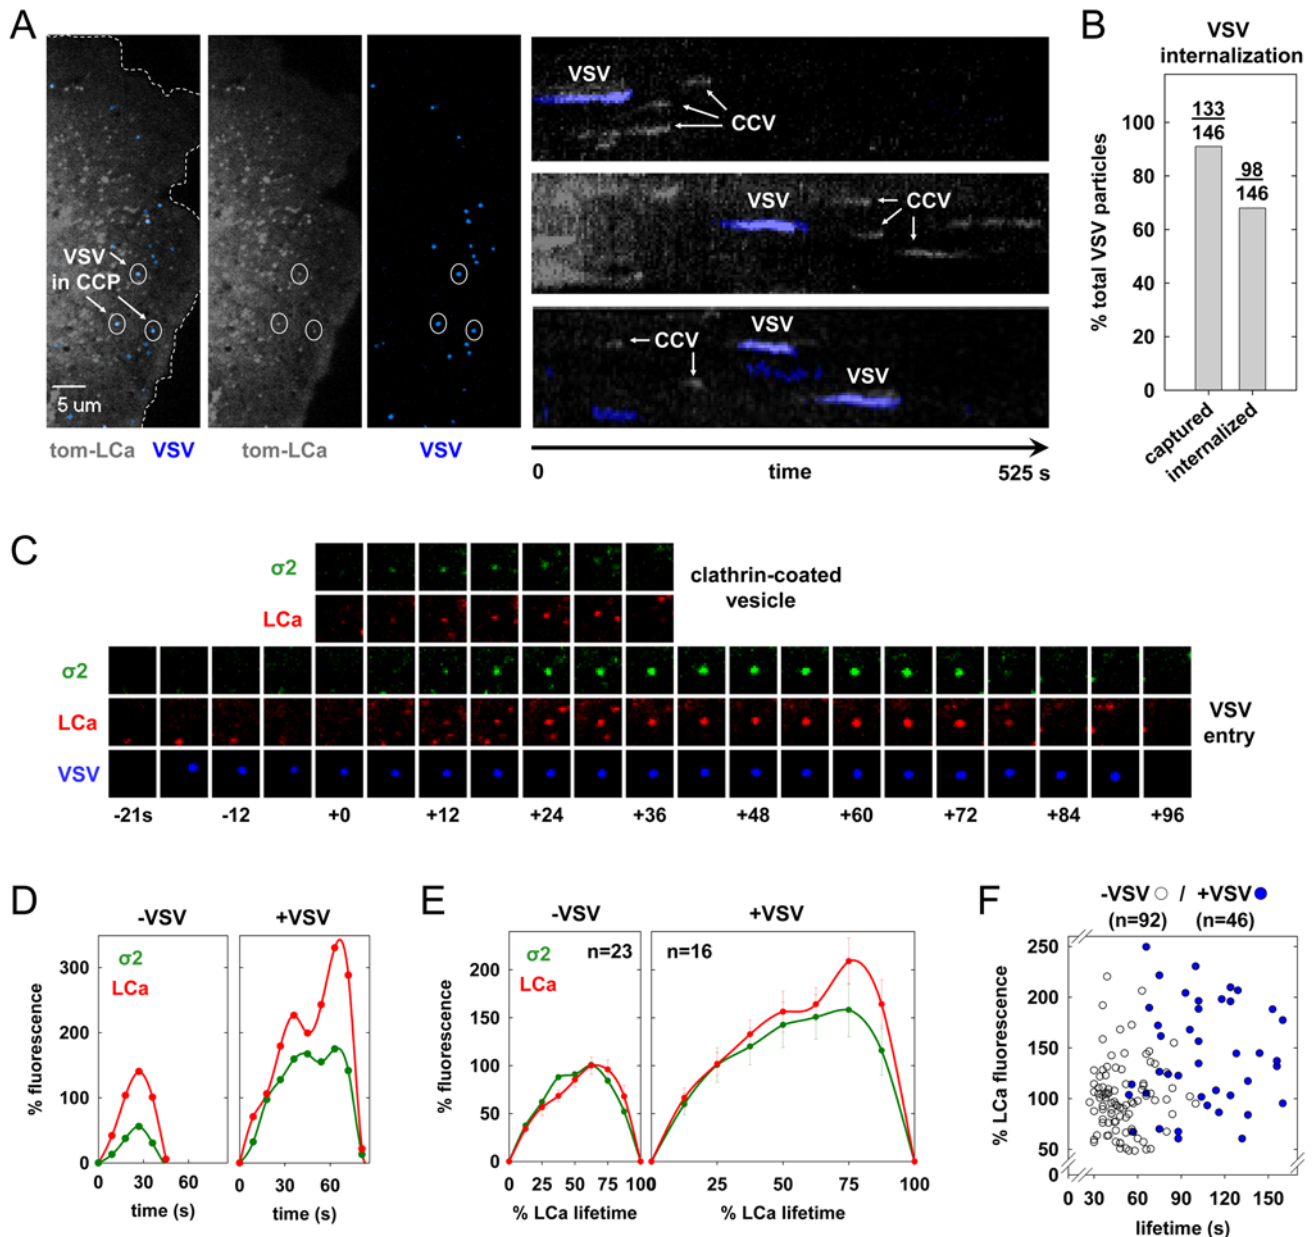 A
VSV
in CCP
5 um
tom-LCa VSV
tom-LCa
VSV
VSV
CCV
VSV
CCV
CCV
VSV
VSV
0 time 525 s
B
VSV
internalization
% total VSV particles
100
80
60
40
20
0
133
146
98
146
captured
internalized
C
σ2
LCa
clathrin-coated
vesicle
σ2
LCa
VSV
VSV
entry
-21s -12 +0 +12 +24 +36 +48 +60 +72 +84 +96
D
-VSV +VSV
% fluorescence
300
200
100
0
σ2
LCa
0 30 60
time (s)
0 30 60
time (s)
E
-VSV +VSV
% fluorescence
200
150
100
50
0
σ2
LCa
n=23
n=16
0 25 50 75 100
% LCa lifetime
0 25 50 75 100
% LCa lifetime
F
-VSV / +VSV
(n=92) (n=46)
% LCa fluorescence
250
200
150
100
50
0
0 30 60 90 120 150
lifetime (s)